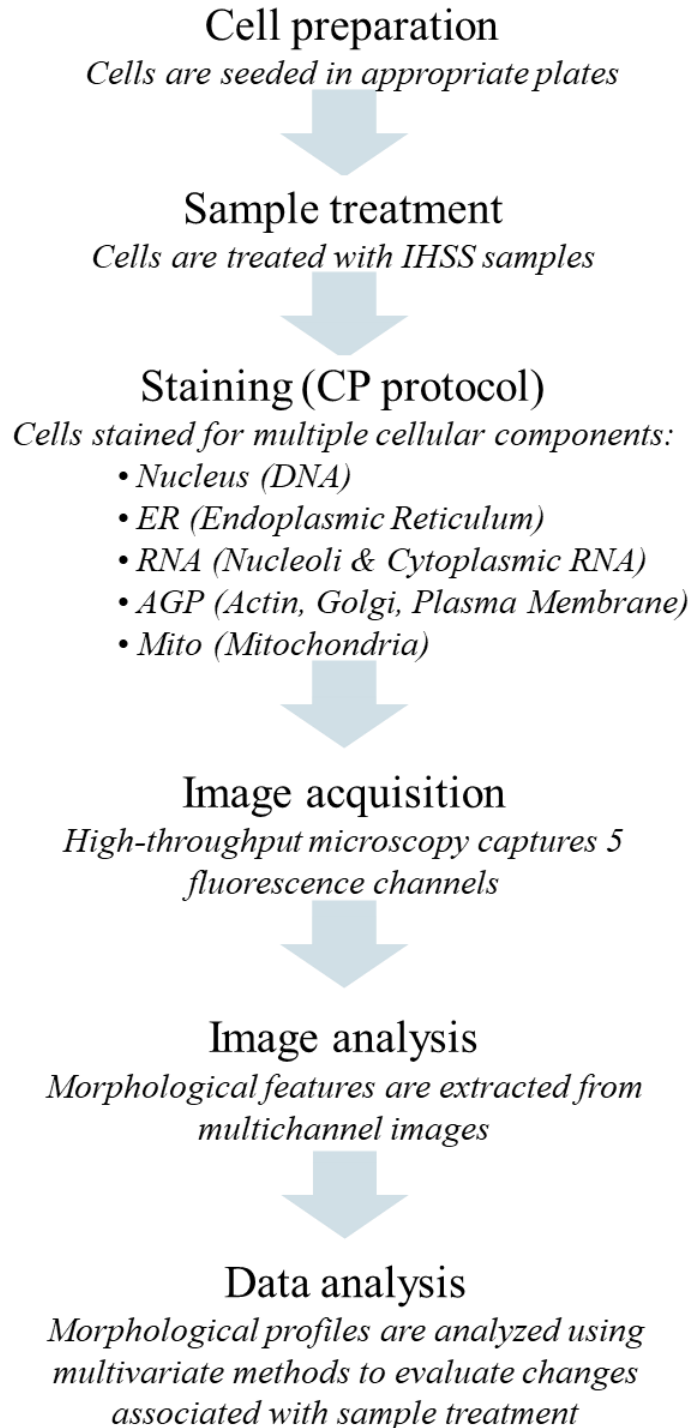 Cell preparation
Cells are seeded in appropriate plates
Sample treatment
Cells are treated with IHSS samples
Staining (CP protocol)
Cells stained for multiple cellular components:
• Nucleus (DNA)
• ER (Endoplasmic Reticulum)
• RNA (Nucleoli & Cytoplasmic RNA)
• AGP (Actin, Golgi, Plasma Membrane)
• Mito (Mitochondria)
Image acquisition
High-throughput microscopy captures 5
fluorescence channels
Image analysis
Morphological features are extracted from
multichannel images
Data analysis
Morphological profiles are analyzed using
multivariate methods to evaluate changes
associated with sample treatment